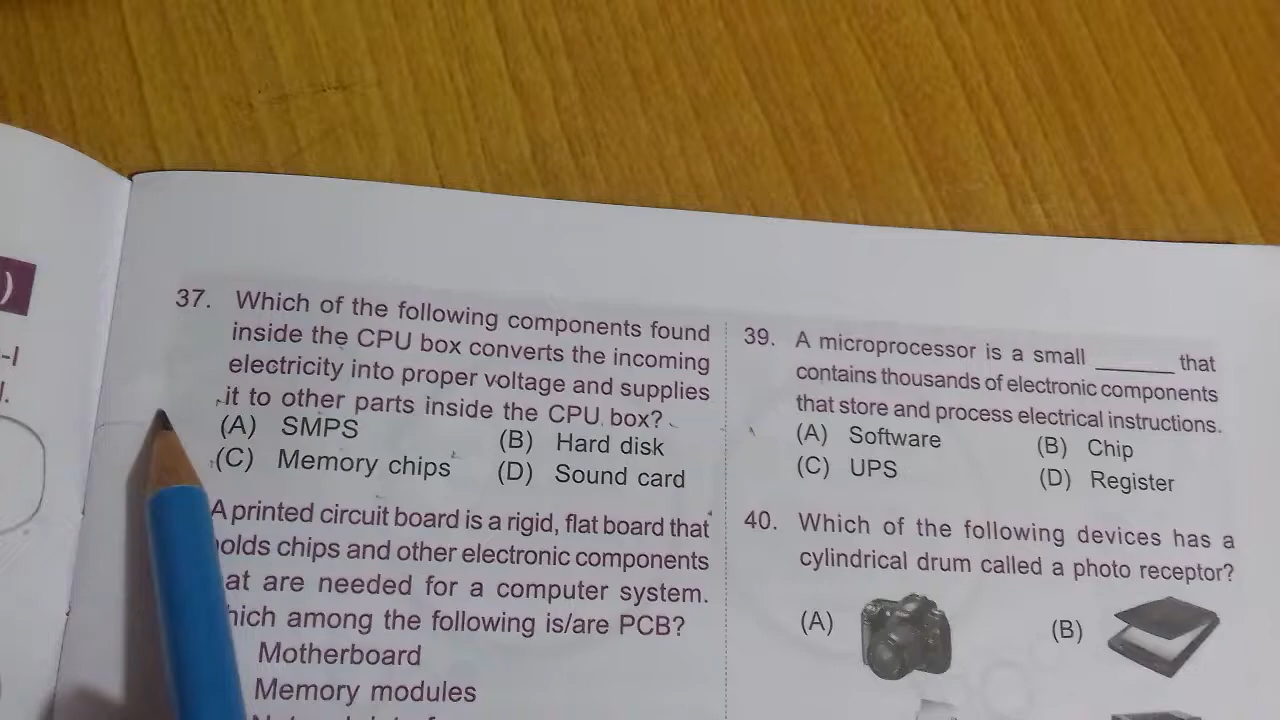 )
-I
37. Which of the following components found
inside the CPU box converts the incoming
electricity into proper voltage and supplies
it to other parts inside the CPU box?
(A) SMPS (B) Hard disk
(C) Memory chips (D) Sound card
A printed circuit board is a rigid, flat board that
olds chips and other electronic components
at are needed for a computer system.
hich among the following is/are PCB?
Motherboard
Memory modules
39. A microprocessor is a small ______ that
contains thousands of electronic components
that store and process electrical instructions.
(A) Software (B) Chip
(C) UPS (D) Register
40. Which of the following devices has a
cylindrical drum called a photo receptor?
(A) (B)